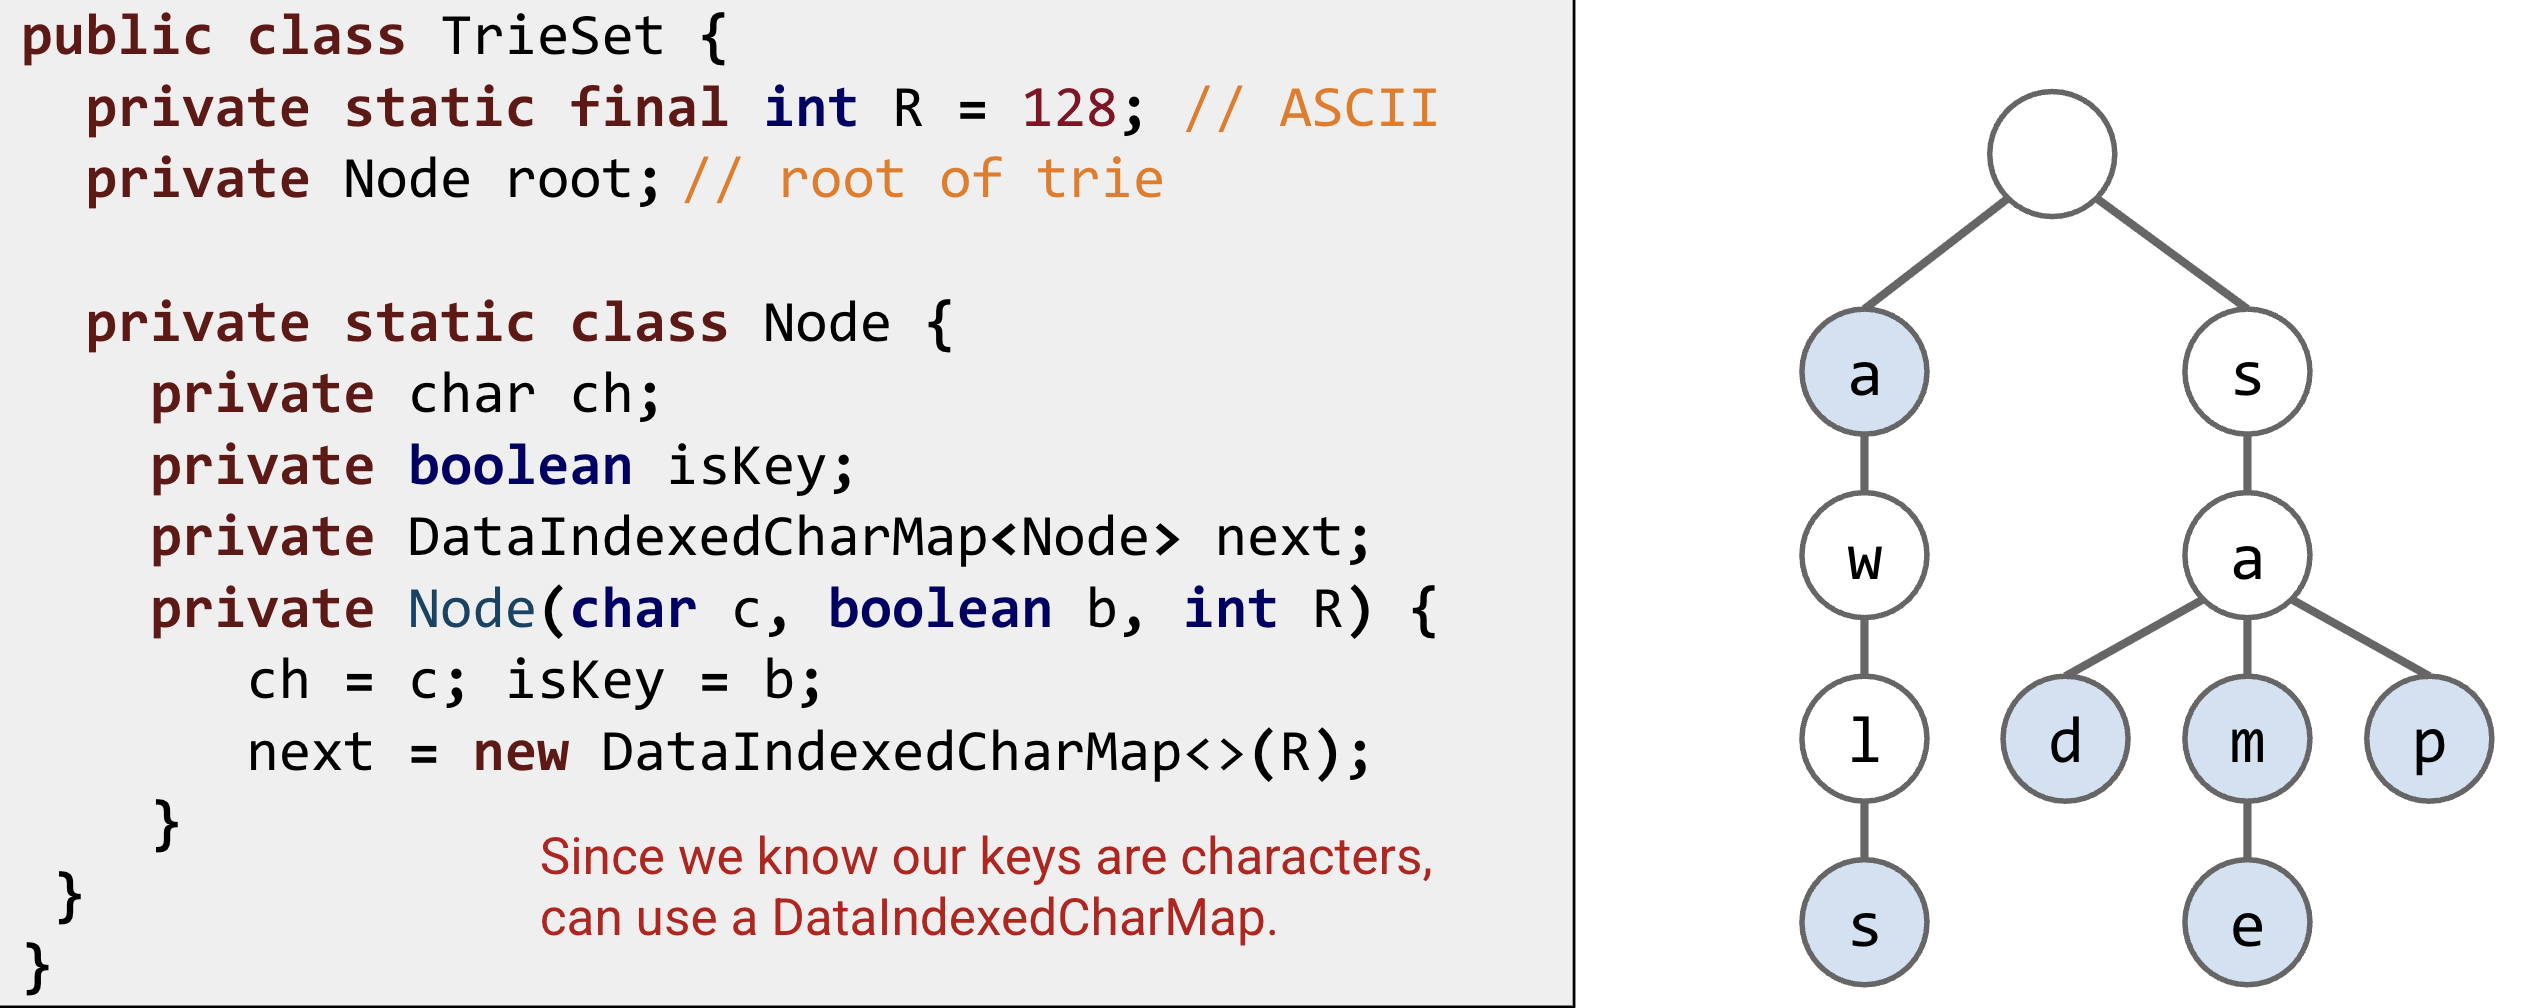 public class TrieSet {
private static final int R = 128; // ASCII
private Node root; // root of trie
private static class Node {
private char ch;
private boolean isKey;
private DataIndexedCharMap<Node> next;
private Node(char c, boolean b, int R) {
ch = c; isKey = b;
next = new DataIndexedCharMap<>(R);
}
Since we know our keys are characters,
can use a DataIndexedCharMap.
}
}
a s
w a
l d m p
s e